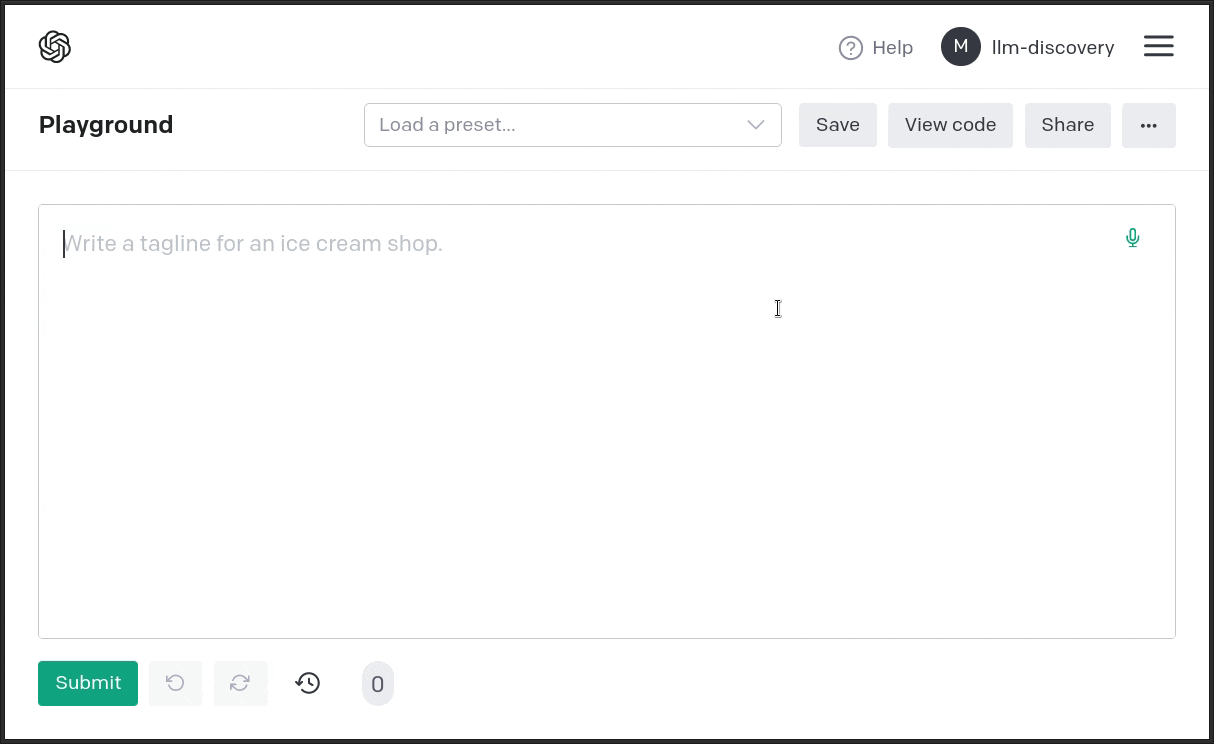 Help M llm-discovery
Playground Load a preset... Save View code Share ...
Write a tagline for an ice cream shop.
Submit 0